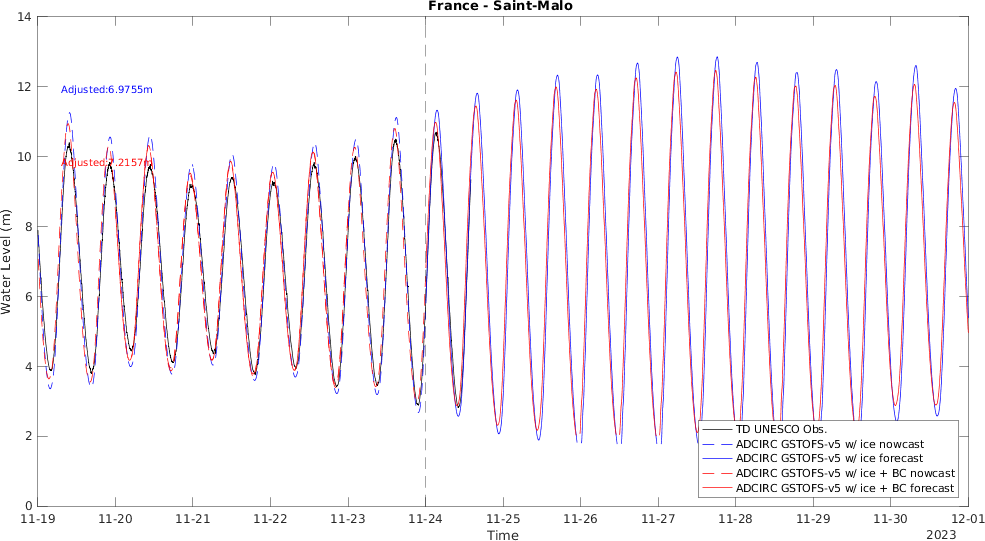 France - Saint-Malo
14
12
10
8
6
4
2
0
Water Level (m)
Adjusted:6.9755m
Adjusted:7.2157m
TD UNESCO Obs.
ADCIRC GSTOFS-v5 w/ ice nowcast
ADCIRC GSTOFS-v5 w/ ice forecast
ADCIRC GSTOFS-v5 w/ ice + BC nowcast
ADCIRC GSTOFS-v5 w/ ice + BC forecast
11-19 11-20 11-21 11-22 11-23 11-24 11-25 11-26 11-27 11-28 11-29 11-30 12-01
Time
2023